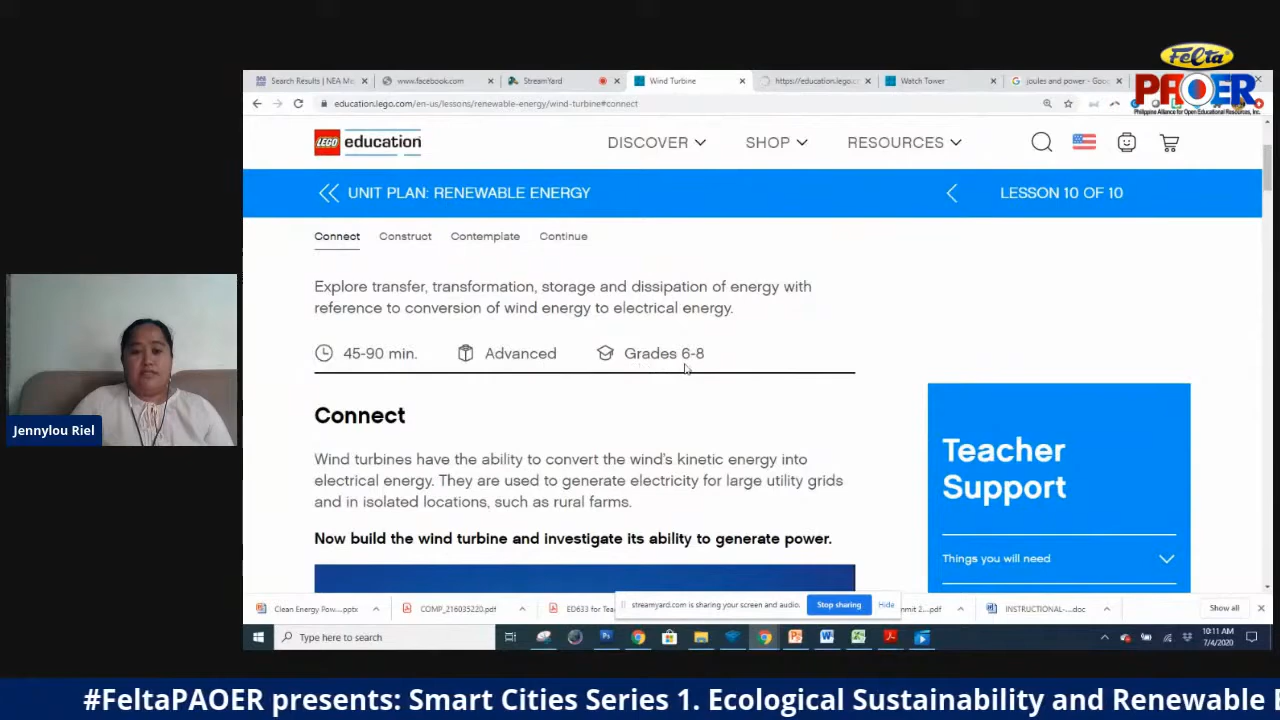 FELTA
PAOER
Philippine Alliance for Open Educational Resources, Inc.
Search Results | NEA Me
www.facebook.com
StreamYard
Wind Turbine
https://education.lego.c
Watch Tower
joules and power - Goo
education.lego.com/en-us/lessons/renewable-energy/wind-turbine#connect
LEGO education
DISCOVER
SHOP
RESOURCES
UNIT PLAN: RENEWABLE ENERGY
LESSON 10 OF 10
Connect
Construct
Contemplate
Continue
Explore transfer, transformation, storage and dissipation of energy with
reference to conversion of wind energy to electrical energy.
45-90 min.
Advanced
Grades 6-8
Connect
Wind turbines have the ability to convert the wind's kinetic energy into
electrical energy. They are used to generate electricity for large utility grids
and in isolated locations, such as rural farms.
Now build the wind turbine and investigate its ability to generate power.
Teacher
Support
Things you will need
Jennylou Riel
Clean Energy Pow....pptx
COMP_216035220.pdf
ED633 for Tea
streamyard.com is sharing your screen and audio.
Stop sharing
Hide
mmit 2...pdf
INSTRUCTIONAL-....doc
Show all
Type here to search
10:11 AM
7/4/2020
#FeltaPAOER presents: Smart Cities Series 1. Ecological Sustainability and Renewable E